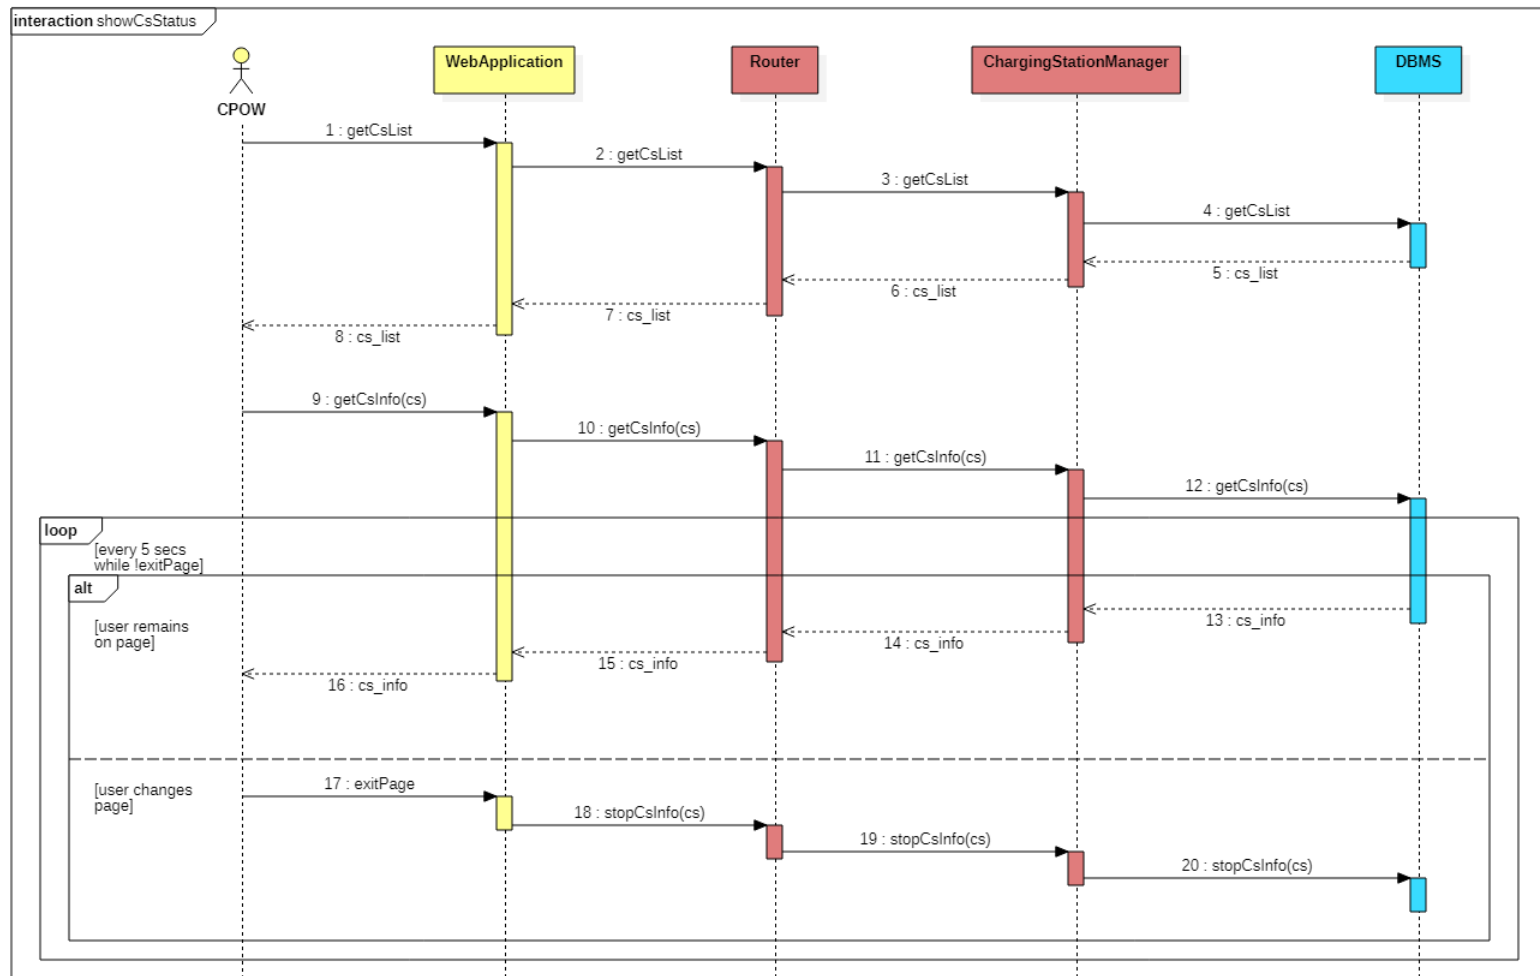 interaction showCsStatus
CPOW
WebApplication
Router
ChargingStationManager
DBMS
1 : getCsList
2 : getCsList
3 : getCsList
4 : getCsList
5 : cs_list
6 : cs_list
7 : cs_list
8 : cs_list
9 : getCsInfo(cs)
10 : getCsInfo(cs)
11 : getCsInfo(cs)
12 : getCsInfo(cs)
loop
[every 5 secs
while !exitPage]
alt
[user remains
on page]
13 : cs_info
14 : cs_info
15 : cs_info
16 : cs_info
[user changes
page]
17 : exitPage
18 : stopCsInfo(cs)
19 : stopCsInfo(cs)
20 : stopCsInfo(cs)